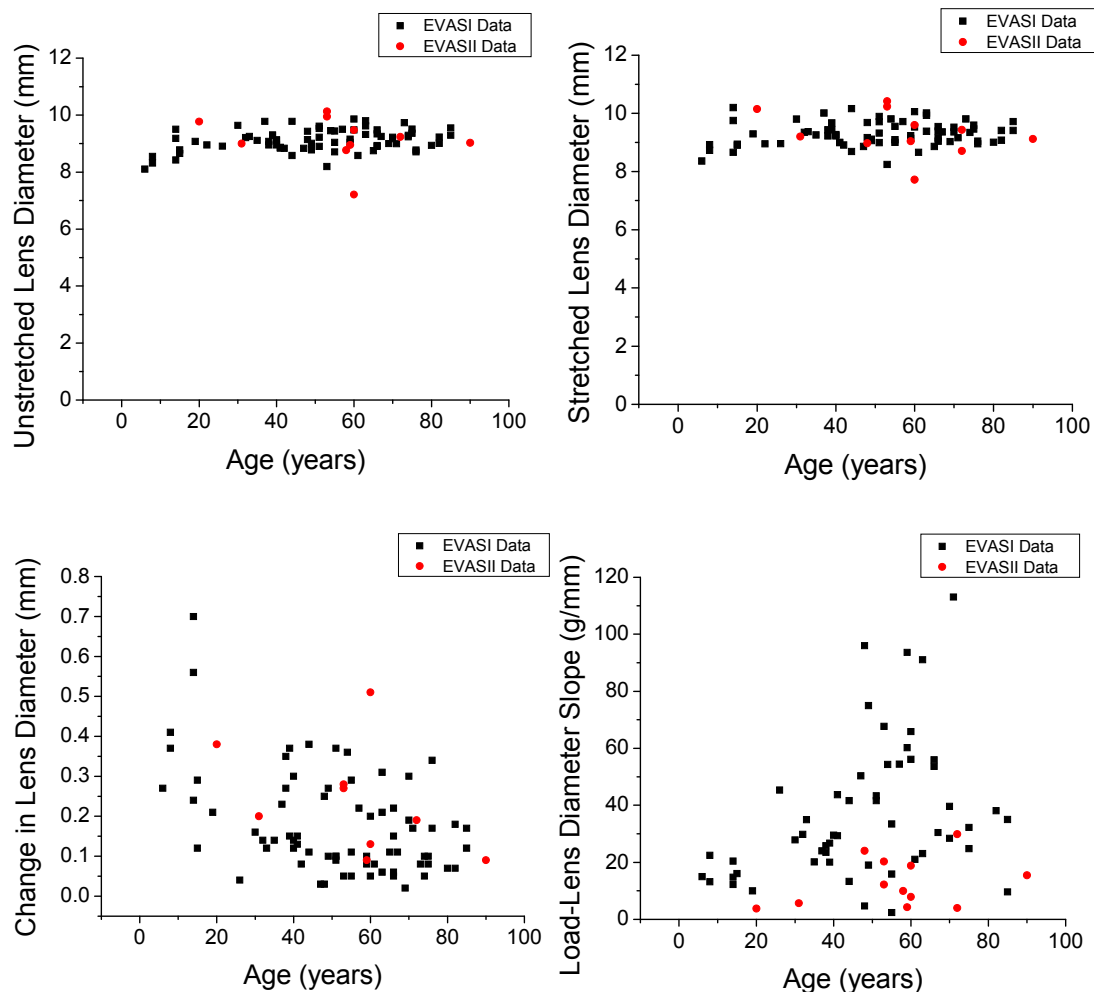 EVASI Data
EVASII Data
12
10
8
6
4
2
0
Unstretched Lens Diameter (mm)
0 20 40 60 80 100
Age (years)
EVASI Data
EVASII Data
12
10
8
6
4
2
0
Stretched Lens Diameter (mm)
0 20 40 60 80 100
Age (years)
EVASI Data
EVASII Data
0.8
0.7
0.6
0.5
0.4
0.3
0.2
0.1
0.0
Change in Lens Diameter (mm)
0 20 40 60 80 100
Age (years)
EVASI Data
EVASII Data
120
100
80
60
40
20
0
Load-Lens Diameter Slope (g/mm)
0 20 40 60 80 100
Age (years)